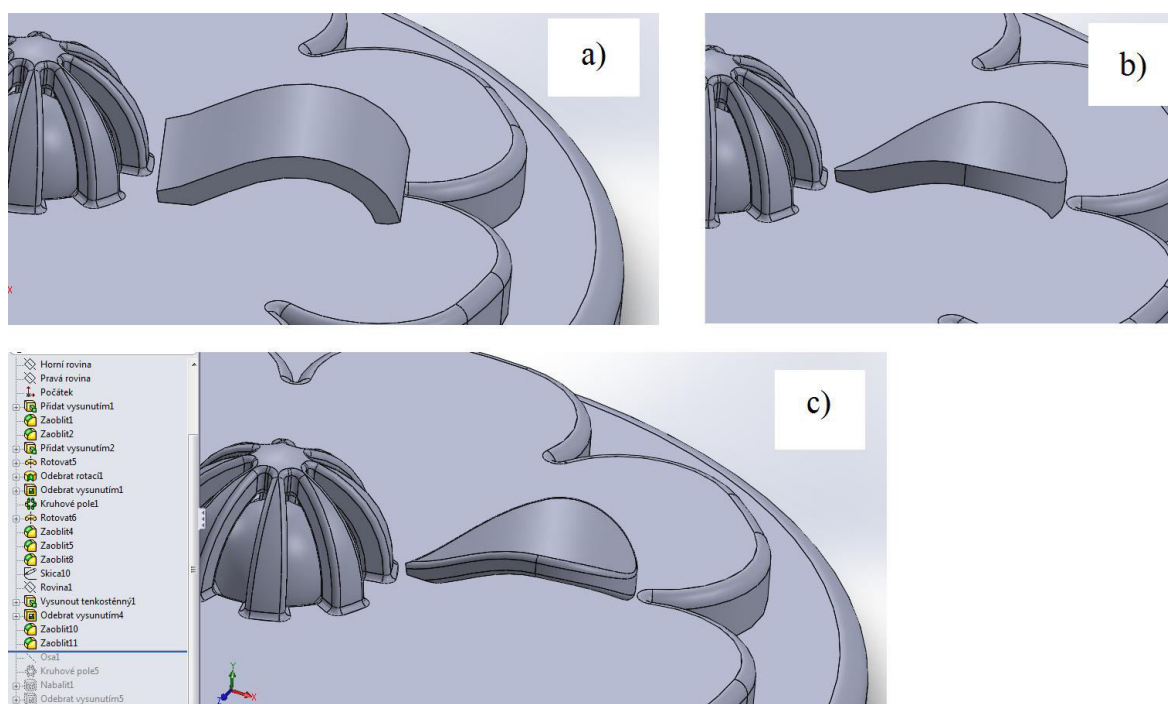 a)
b)
c)
X
Horní rovina
Pravá rovina
Počátek
Přidat vysunutím1
Zaoblit1
Zaoblit2
Přidat vysunutím2
Rotovat5
Odebrat rotací1
Odebrat vysunutím1
Kruhové pole1
Rotovat6
Zaoblit4
Zaoblit5
Zaoblit8
Skica10
Rovina1
Vysunout tenkostěnný1
Odebrat vysunutím4
Zaoblit10
Zaoblit11
Osa1
Kruhové pole5
Nabalit1
Odebrat vysunutím5
Y
Z
X